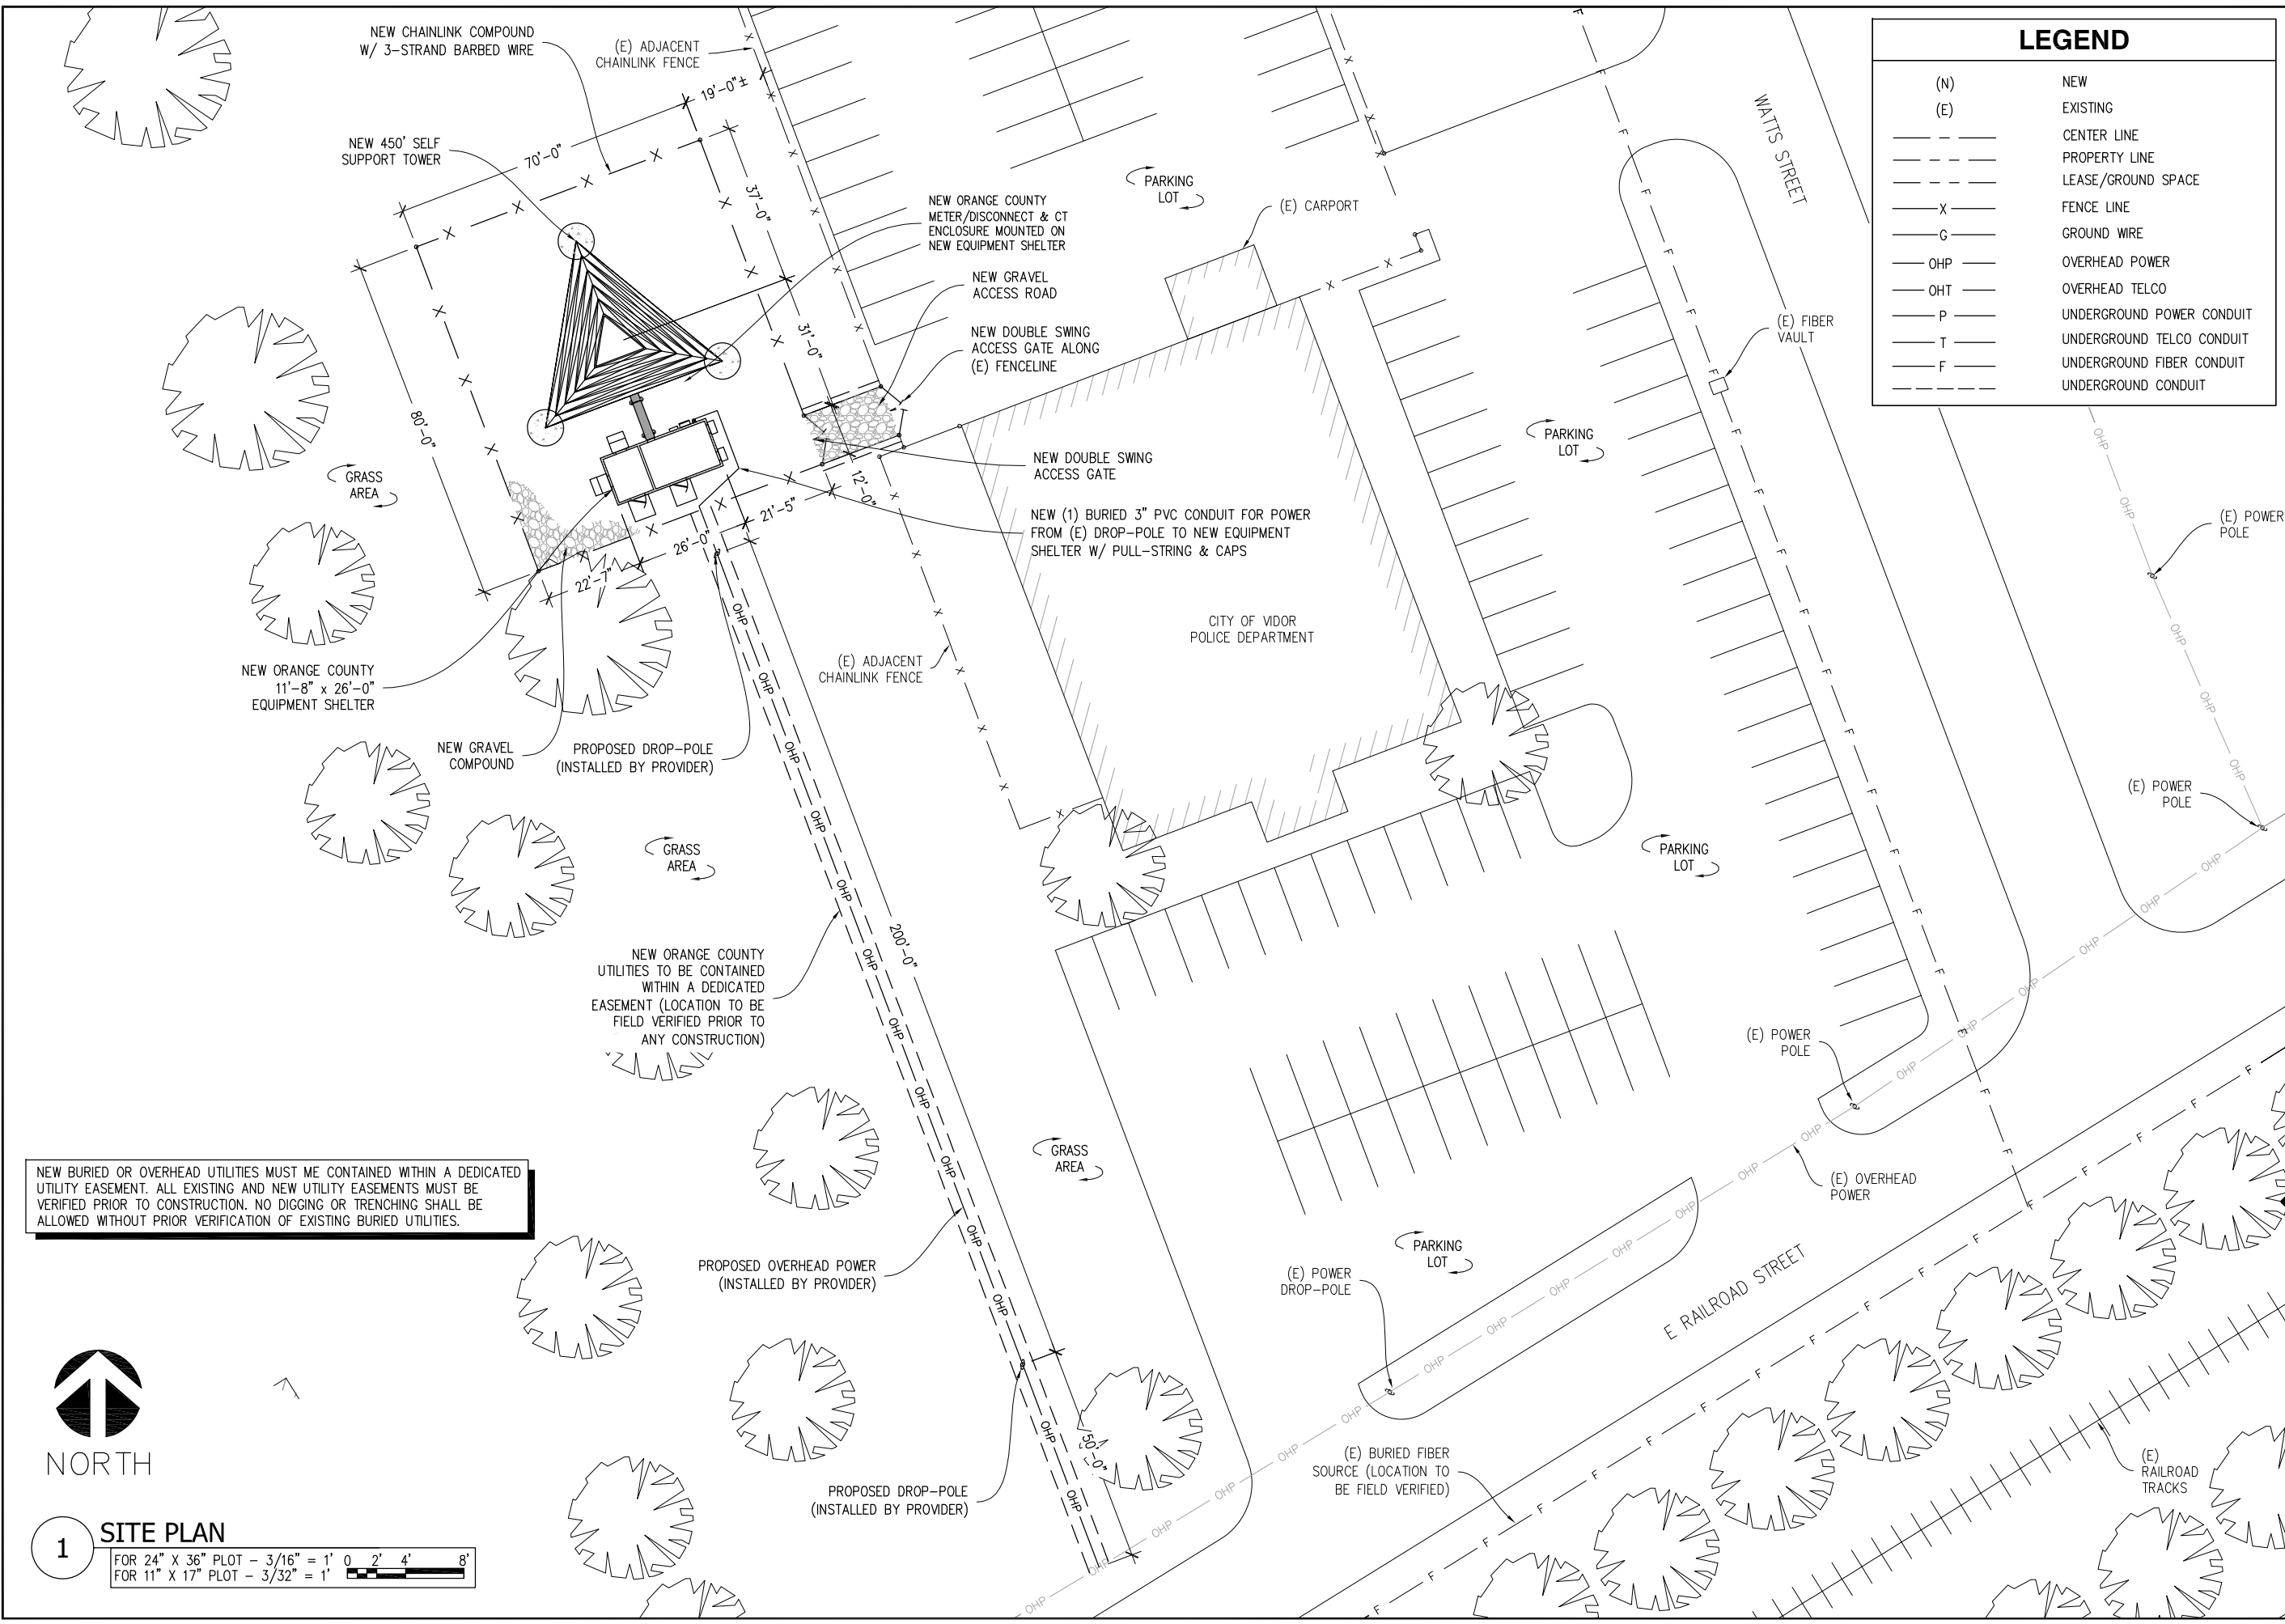 NEW CHAINLINK COMPOUND
W/ 3-STRAND BARBED WIRE
(E) ADJACENT
CHAINLINK FENCE
19'-0"±
70'-0"
NEW 450' SELF
SUPPORT TOWER
37'-0"
NEW ORANGE COUNTY
METER/DISCONNECT & CT
ENCLOSURE MOUNTED ON
NEW EQUIPMENT SHELTER
NEW GRAVEL
ACCESS ROAD
31'-0"
NEW DOUBLE SWING
ACCESS GATE ALONG
(E) FENCELINE
PARKING
LOT
(E) CARPORT
WATTS STREET
(E) FIBER
VAULT
LEGEND
(N) NEW
(E) EXISTING
CENTER LINE
PROPERTY LINE
LEASE/GROUND SPACE
X FENCE LINE
G GROUND WIRE
OHP OVERHEAD POWER
OHT OVERHEAD TELCO
P UNDERGROUND POWER CONDUIT
T UNDERGROUND TELCO CONDUIT
F UNDERGROUND FIBER CONDUIT
UNDERGROUND CONDUIT
80'-0"
GRASS
AREA
PARKING
LOT
NEW DOUBLE SWING
ACCESS GATE
12'-0"
21'-5"
26'-0"
22'-7"
NEW (1) BURIED 3" PVC CONDUIT FOR POWER
FROM (E) DROP-POLE TO NEW EQUIPMENT
SHELTER W/ PULL-STRING & CAPS
(E) POWER
POLE
CITY OF VIDOR
POLICE DEPARTMENT
(E) ADJACENT
CHAINLINK FENCE
NEW ORANGE COUNTY
11'-8" x 26'-0"
EQUIPMENT SHELTER
NEW GRAVEL
COMPOUND
PROPOSED DROP-POLE
(INSTALLED BY PROVIDER)
(E) POWER
POLE
GRASS
AREA
PARKING
LOT
200'-0"
NEW ORANGE COUNTY
UTILITIES TO BE CONTAINED
WITHIN A DEDICATED
EASEMENT (LOCATION TO BE
FIELD VERIFIED PRIOR TO
ANY CONSTRUCTION)
(E) POWER
POLE
GRASS
AREA
NEW BURIED OR OVERHEAD UTILITIES MUST ME CONTAINED WITHIN A DEDICATED
UTILITY EASEMENT. ALL EXISTING AND NEW UTILITY EASEMENTS MUST BE
VERIFIED PRIOR TO CONSTRUCTION. NO DIGGING OR TRENCHING SHALL BE
ALLOWED WITHOUT PRIOR VERIFICATION OF EXISTING BURIED UTILITIES.
(E) OVERHEAD
POWER
PARKING
LOT
PROPOSED OVERHEAD POWER
(INSTALLED BY PROVIDER)
(E) POWER
DROP-POLE
E RAILROAD STREET
50'-0"
(E) BURIED FIBER
SOURCE (LOCATION TO
BE FIELD VERIFIED)
(E)
RAILROAD
TRACKS
PROPOSED DROP-POLE
(INSTALLED BY PROVIDER)
NORTH
1 SITE PLAN
FOR 24" X 36" PLOT - 3/16" = 1' 0 2' 4' 8'
FOR 11" X 17" PLOT - 3/32" = 1'